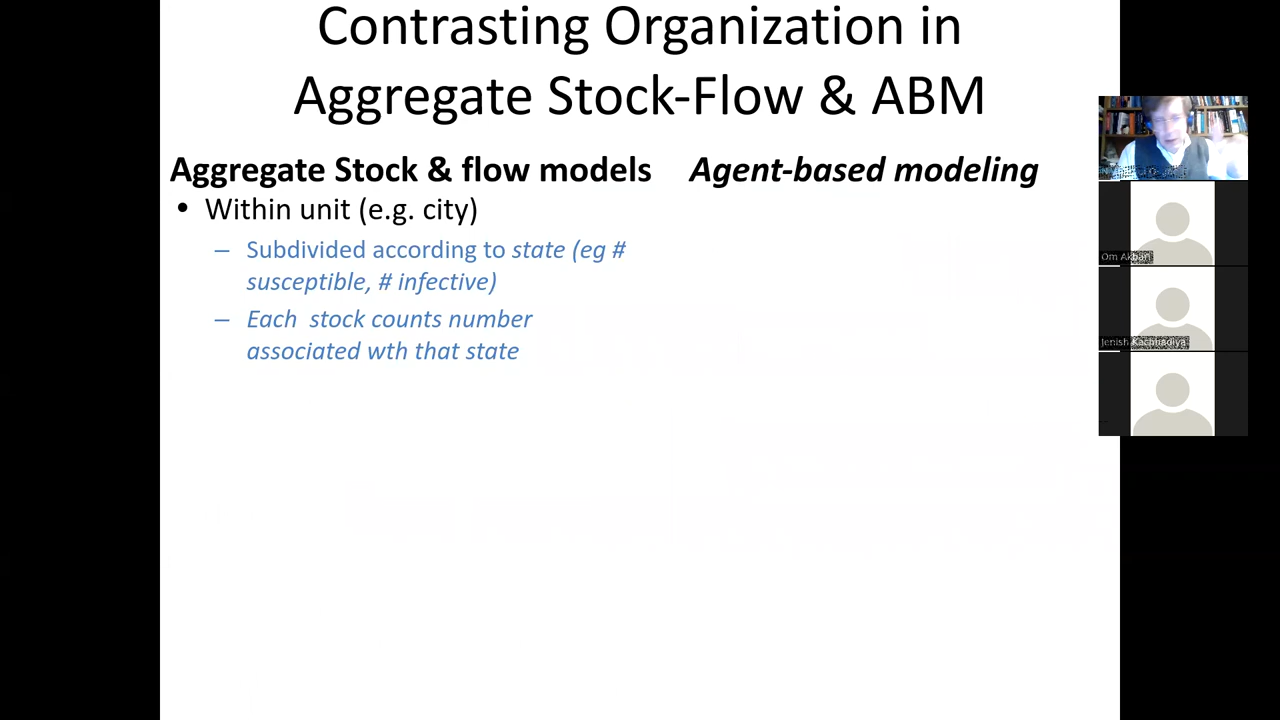 Contrasting Organization in
Aggregate Stock-Flow & ABM
Aggregate Stock & flow models
Agent-based modeling
• Within unit (e.g. city)
– Subdivided according to state (eg #
susceptible, # infective)
– Each stock counts number
associated wth that state
Om Akbari
Jenish Kachhadiya